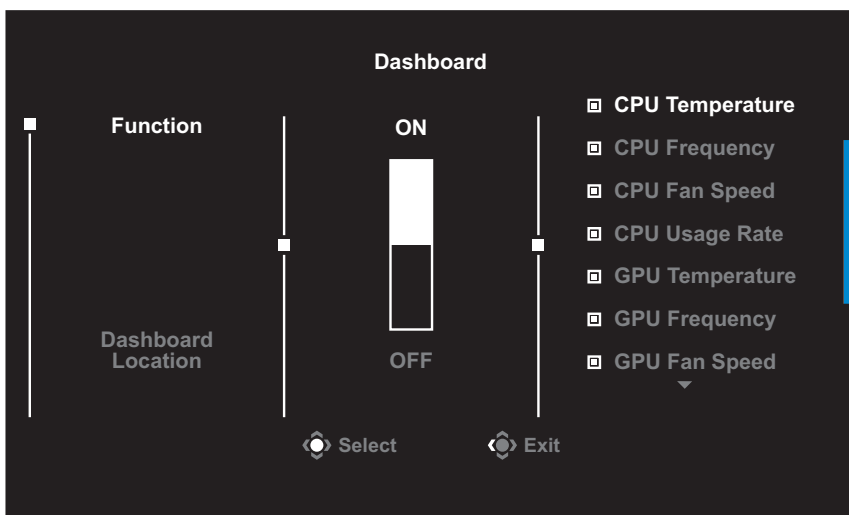 Dashboard
Function
Dashboard
Location
ON
OFF
CPU Temperature
CPU Frequency
CPU Fan Speed
CPU Usage Rate
GPU Temperature
GPU Frequency
GPU Fan Speed
Select
Exit